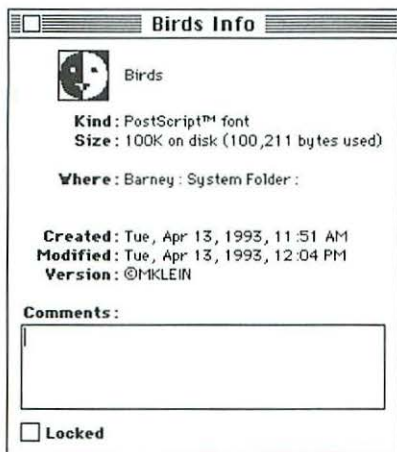 Birds Info
Birds
Kind: PostScript™ font
Size: 100K on disk (100,211 bytes used)
Where: Barney: System Folder:
Created: Tue, Apr 13, 1993, 11:51 AM
Modified: Tue, Apr 13, 1993, 12:04 PM
Version: ©MKLEIN
Comments:
Locked